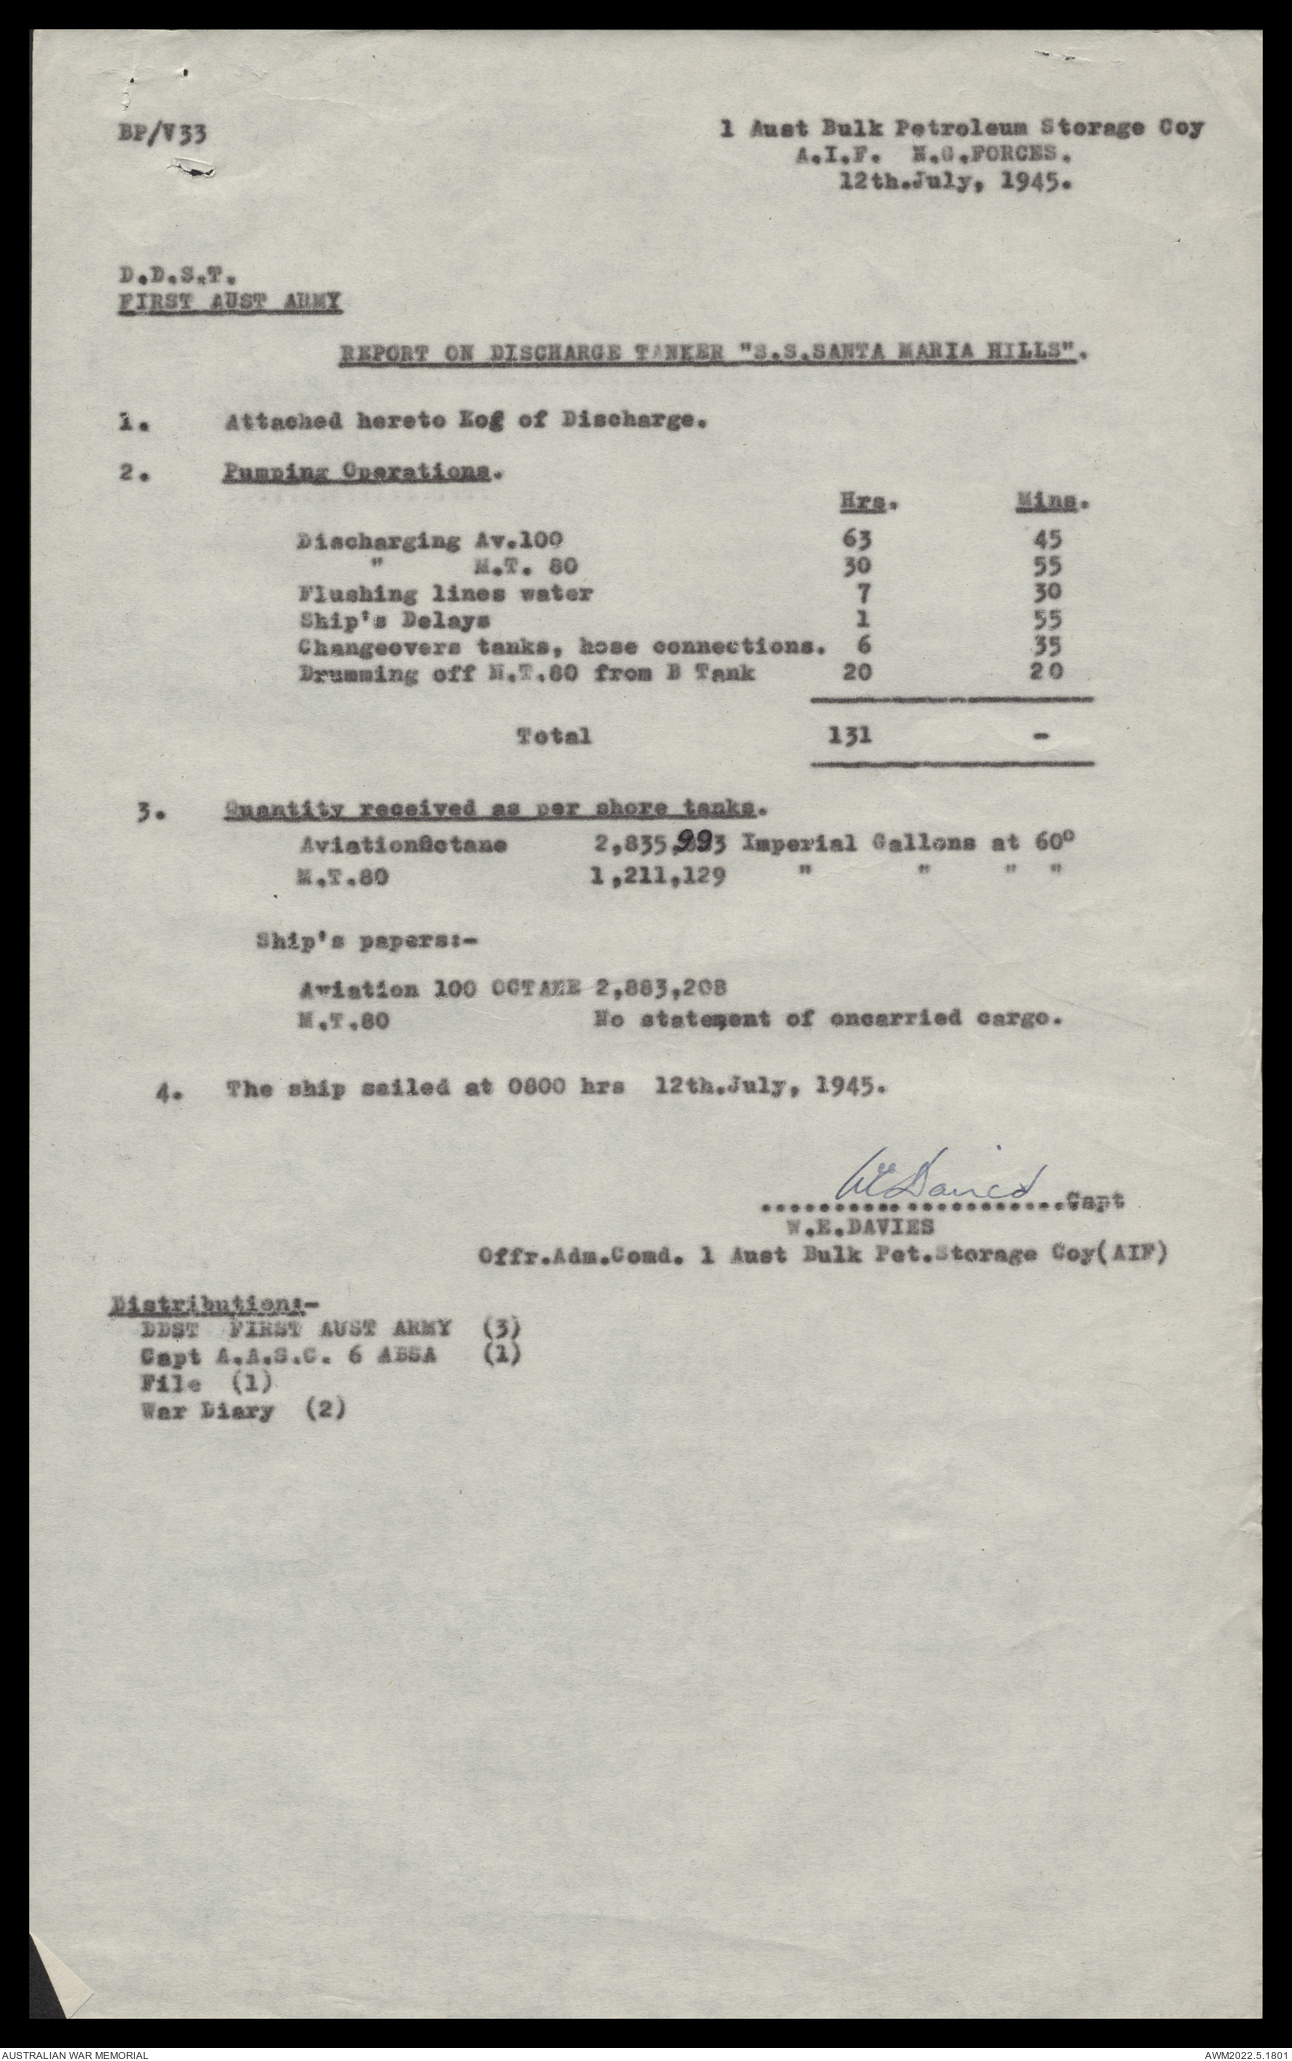 BP/V33
1 Aust Bulk Petroleum Storage Coy
A.I.F. N.G.FORCES.
12th.July, 1945.
D.D.S.T.
FIRST AUST ARMY
REPORT ON DISCHARGE TANKER "S.S.SANTA MARIA HILLS".
1. Attached hereto Log of Discharge.
2. Pumping Operations.
Hrs. Mins.
Discharging Av.100 63 45
" M.T. 80 30 55
Flushing lines water 7 30
Ship's Delays 1 55
Changeovers tanks, hose connections. 6 35
Drumming off M.T.80 from B Tank 20 20
Total 131 -
3. Quantity received as per shore tanks.
Aviation Octane 2,835,993 Imperial Gallons at 60°
M.T.80 1,211,129 " " " "
Ship's papers:-
Aviation 100 OCTANE 2,883,208
M.T.80 No statement of oncarried cargo.
4. The ship sailed at 0800 hrs 12th.July, 1945.
WEDavies
........................Capt
W.E.DAVIES
Offr.Adm.Comd. 1 Aust Bulk Pet.Storage Coy(AIF)
Distribution:-
DDST FIRST AUST ARMY (3)
Capt A.A.S.C. 6 ABSA (1)
File (1)
War Diary (2)
AUSTRALIAN WAR MEMORIAL
AWM2022.5.1801